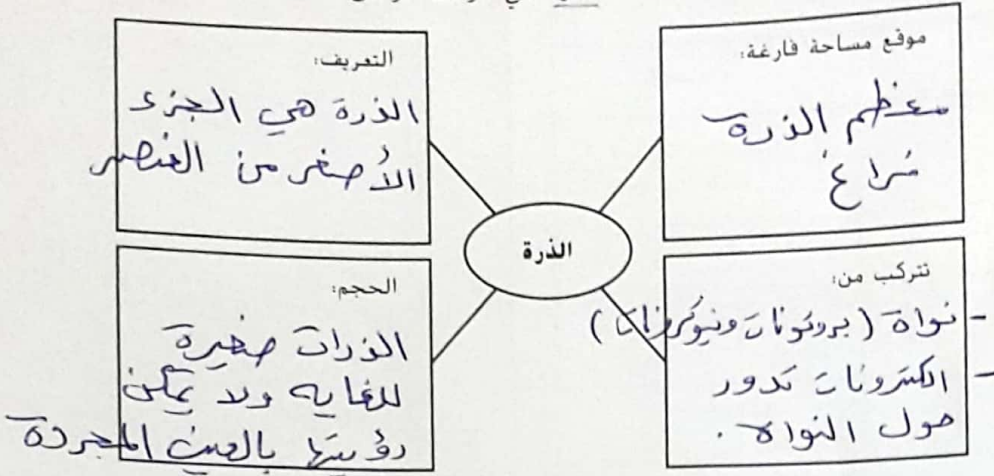 موقع مساحة فارغة:
معظم الذرة
فراغ
التعريف:
الذرة هي الجزء
الأصغر من العنصر
الذرة
تتركب من:
- نواة (بروتونات ونيوترونات)
- الكترونات تدور
حول النواة.
الحجم:
الذرات صغيرة
للغايه ولا يمكن
رؤيتها بالعين المجردة